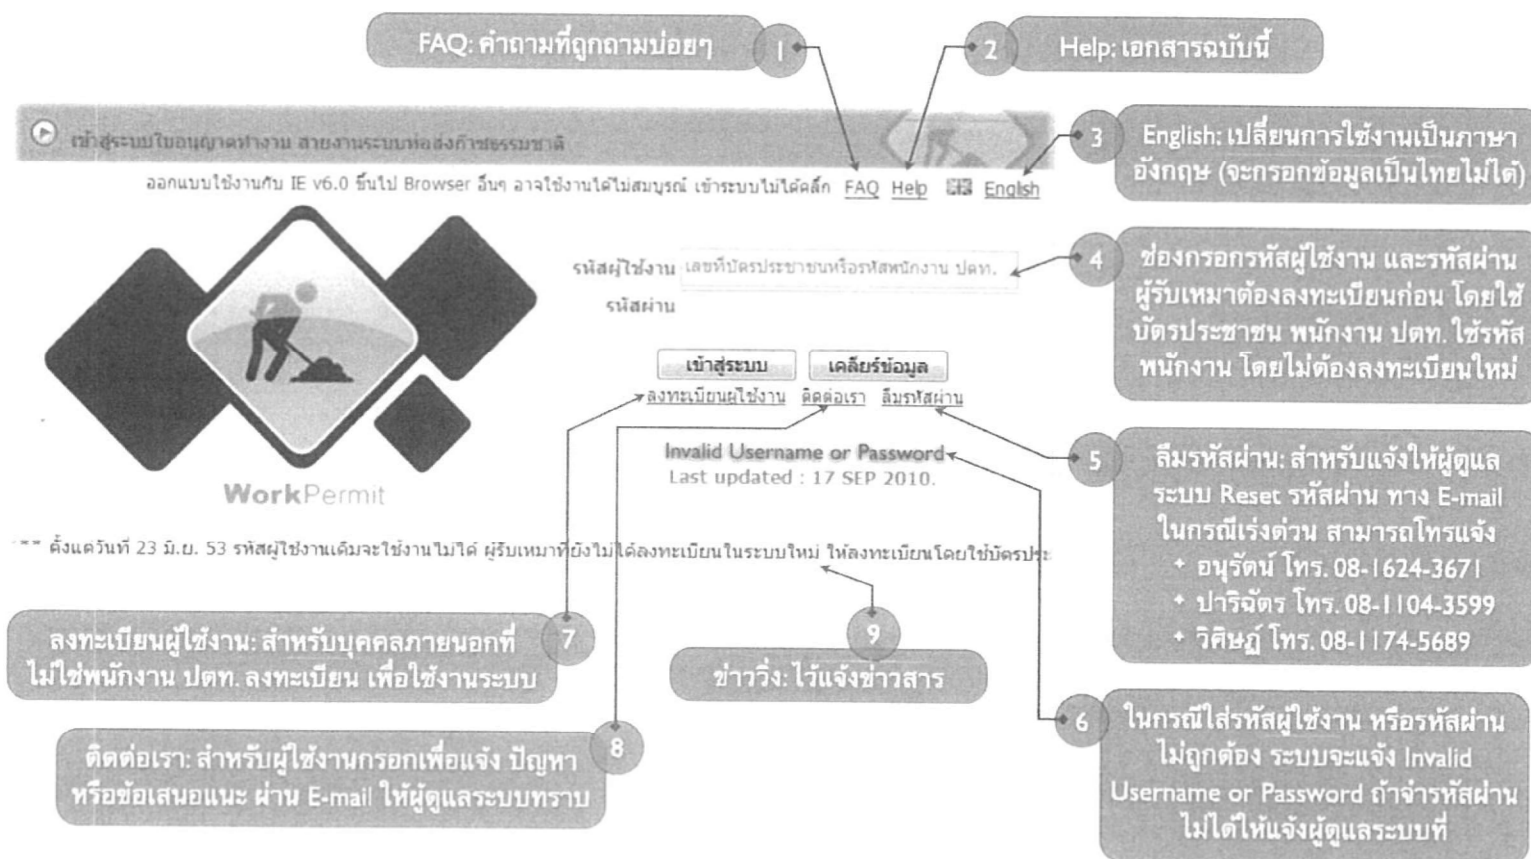 FAQ: คำถามที่ถูกถามบ่อยๆ
1
2
Help: เอกสารฉบับนี้
เข้าสู่ระบบใบอนุญาตทำงาน สายงานระบบท่อส่งก๊าซธรรมชาติ
3
English: เปลี่ยนการใช้งานเป็นภาษา
อังกฤษ (จะกรอกข้อมูลเป็นไทยไม่ได้)
ออกแบบใช้งานกับ IE v6.0 ขึ้นไป Browser อื่นๆ อาจใช้งานได้ไม่สมบูรณ์ เข้าระบบไม่ได้คลิ๊ก FAQ Help English
รหัสผู้ใช้งาน เลขที่บัตรประชาชนหรือรหัสพนักงาน ปตท.
รหัสผ่าน
4
ช่องกรอกรหัสผู้ใช้งาน และรหัสผ่าน
ผู้รับเหมาต้องลงทะเบียนก่อน โดยใช้
บัตรประชาชน พนักงาน ปตท. ใช้รหัส
พนักงาน โดยไม่ต้องลงทะเบียนใหม่
เข้าสู่ระบบ เคลียร์ข้อมูล
ลงทะเบียนผู้ใช้งาน ติดต่อเรา ลืมรหัสผ่าน
Invalid Username or Password
Last updated : 17 SEP 2010.
WorkPermit
5
ลืมรหัสผ่าน: สำหรับแจ้งให้ผู้ดูแล
ระบบ Reset รหัสผ่าน ทาง E-mail
ในกรณีเร่งด่วน สามารถโทรแจ้ง
อนุรัตน์ โทร. 08-1624-3671
ปาริฉัตร โทร. 08-1104-3599
วิศิษฏ์ โทร. 08-1174-5689
*** ตั้งแต่วันที่ 23 มิ.ย. 53 รหัสผู้ใช้งานเดิมจะใช้งานไม่ได้ ผู้รับเหมาที่ยังไม่ได้ลงทะเบียนในระบบใหม่ ให้ลงทะเบียนโดยใช้บัตรประ
ลงทะเบียนผู้ใช้งาน: สำหรับบุคคลภายนอกที่
ไม่ใช่พนักงาน ปตท. ลงทะเบียน เพื่อใช้งานระบบ
7
9
ข่าววิ่ง: ไว้แจ้งข่าวสาร
8
ติดต่อเรา: สำหรับผู้ใช้งานกรอกเพื่อแจ้ง ปัญหา
หรือข้อเสนอแนะ ผ่าน E-mail ให้ผู้ดูแลระบบทราบ
6
ในกรณีใส่รหัสผู้ใช้งาน หรือรหัสผ่าน
ไม่ถูกต้อง ระบบจะแจ้ง Invalid
Username or Password ถ้าจำรหัสผ่าน
ไม่ได้ให้แจ้งผู้ดูแลระบบที่